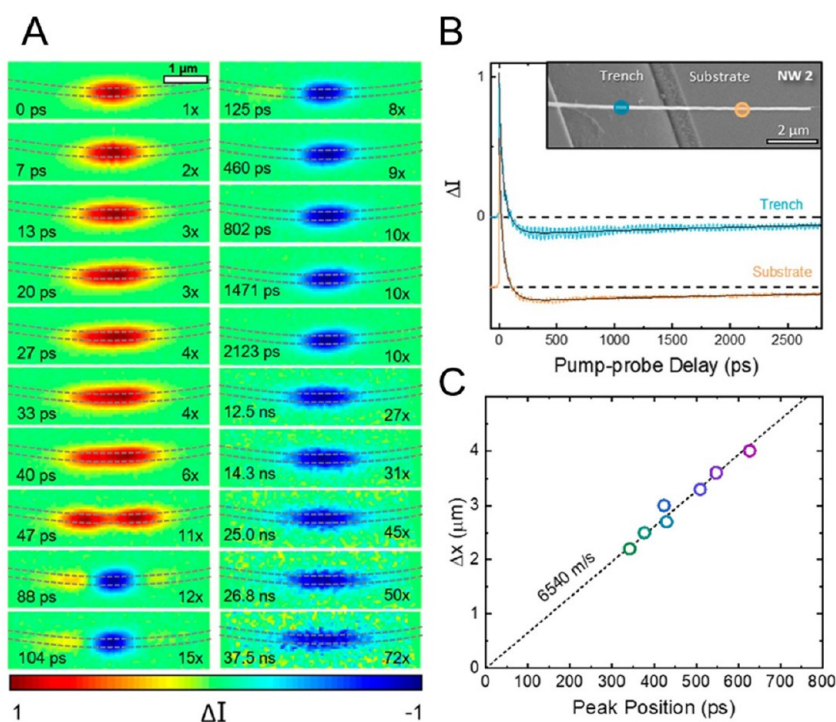 A
1 μm
0 ps 1x
7 ps 2x
13 ps 3x
20 ps 3x
27 ps 4x
33 ps 4x
40 ps 6x
47 ps 11x
88 ps 12x
104 ps 15x
125 ps 8x
460 ps 9x
802 ps 10x
1471 ps 10x
2123 ps 10x
12.5 ns 27x
14.3 ns 31x
25.0 ns 45x
26.8 ns 50x
37.5 ns 72x
1 ΔI -1
B
1
0
ΔI
Trench Substrate NW 2
2 μm
Trench
Substrate
0 500 1000 1500 2000 2500
Pump-probe Delay (ps)
C
4
3
2
1
0
Δx (μm)
6540 m/s
0 100 200 300 400 500 600 700 800
Peak Position (ps)